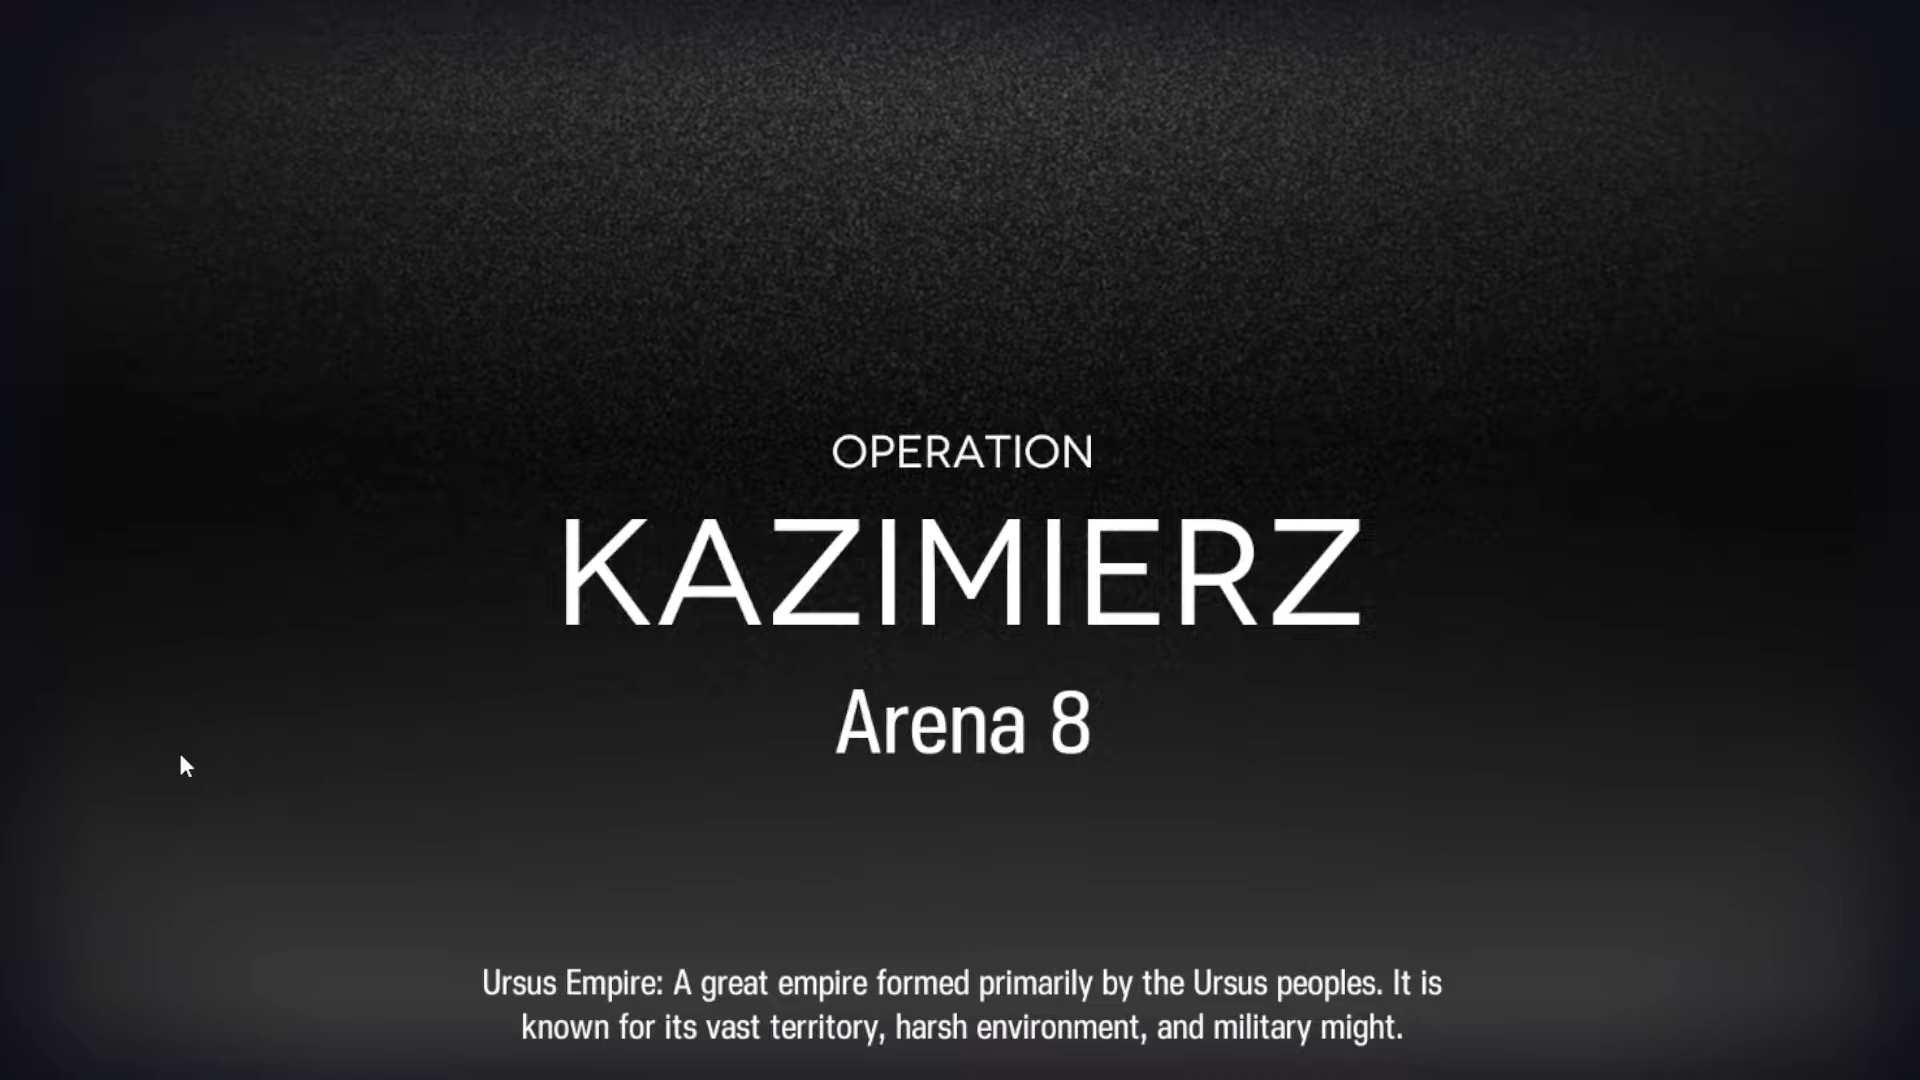 OPERATION
KAZIMIERZ
Arena 8
Ursus Empire: A great empire formed primarily by the Ursus peoples. It is
known for its vast territory, harsh environment, and military might.